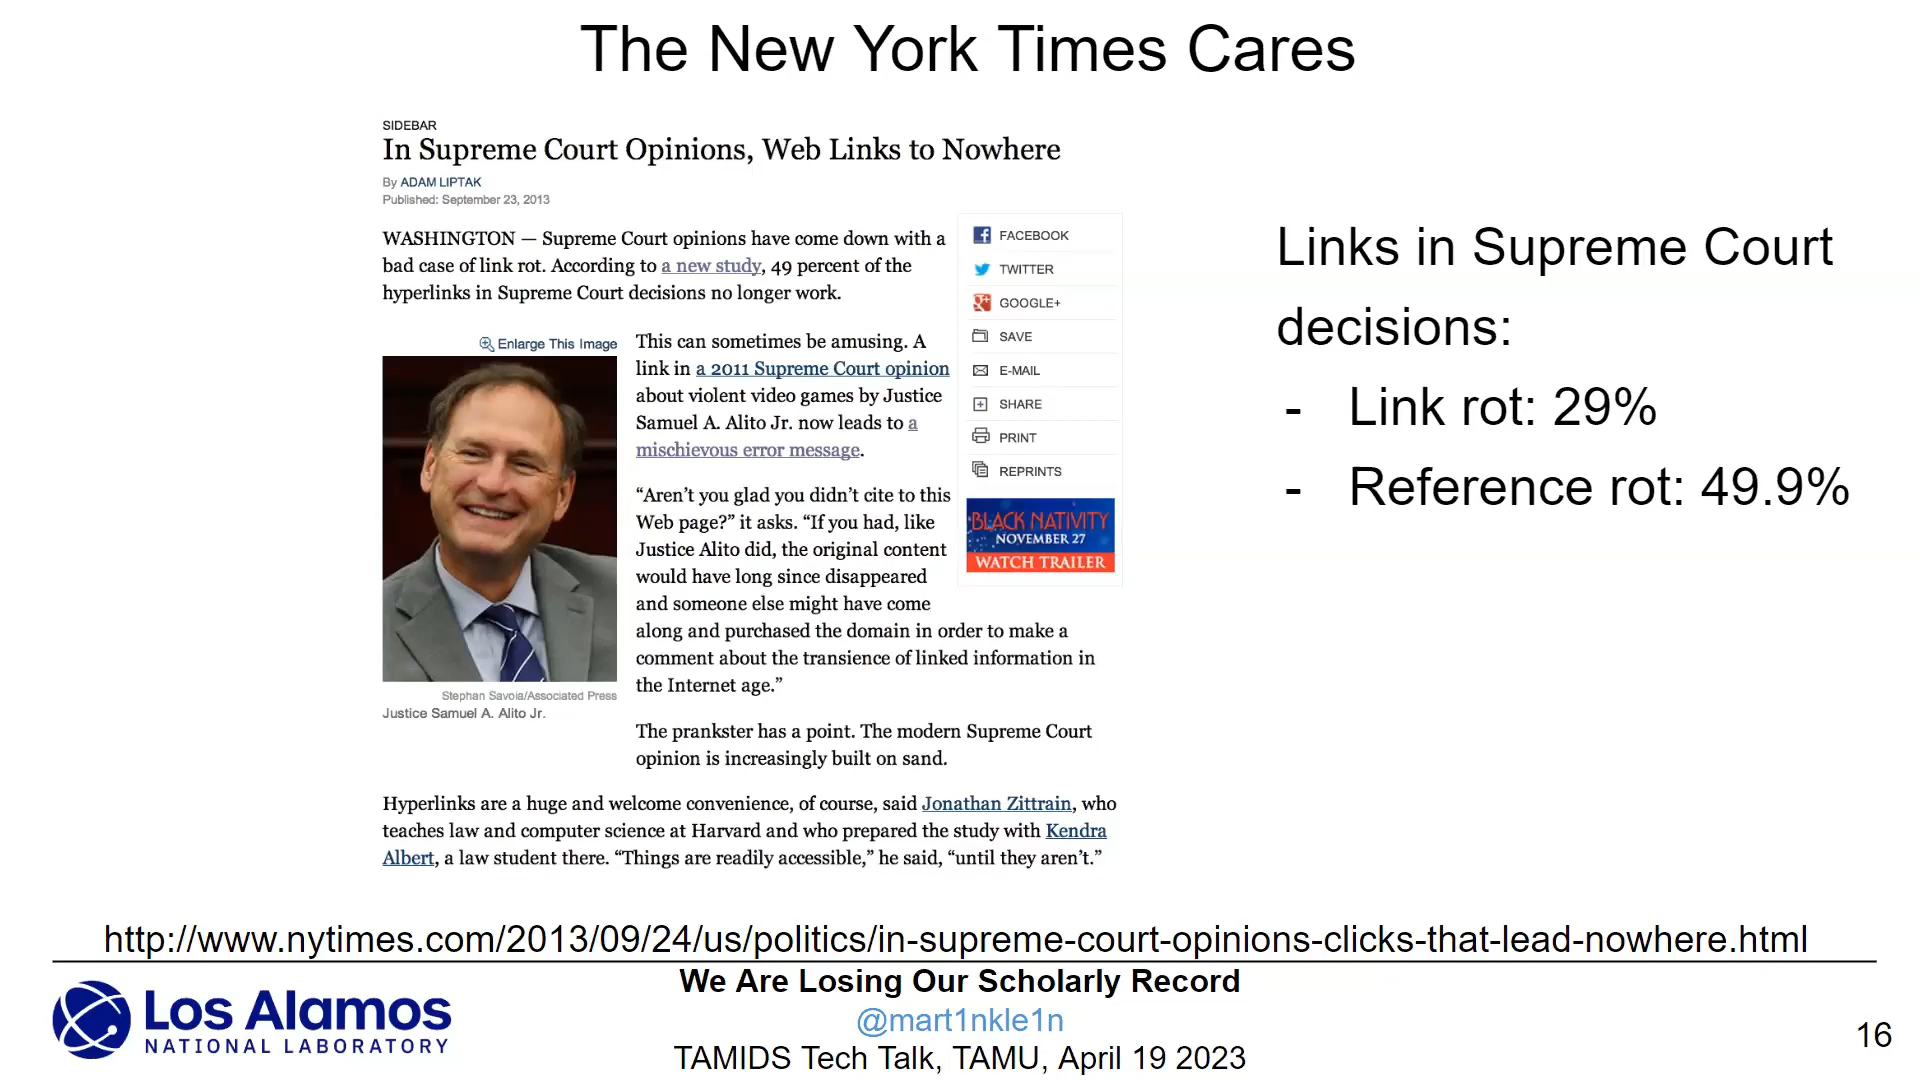 The New York Times Cares
SIDEBAR
In Supreme Court Opinions, Web Links to Nowhere
By ADAM LIPTAK
Published: September 23, 2013
WASHINGTON — Supreme Court opinions have come down with a
bad case of link rot. According to a new study, 49 percent of the
hyperlinks in Supreme Court decisions no longer work.
Enlarge This Image
Stephan Savoia/Associated Press
Justice Samuel A. Alito Jr.
This can sometimes be amusing. A
link in a 2011 Supreme Court opinion
about violent video games by Justice
Samuel A. Alito Jr. now leads to a
mischievous error message.
“Aren’t you glad you didn’t cite to this
Web page?” it asks. “If you had, like
Justice Alito did, the original content
would have long since disappeared
and someone else might have come
along and purchased the domain in order to make a
comment about the transience of linked information in
the Internet age.”
The prankster has a point. The modern Supreme Court
opinion is increasingly built on sand.
Hyperlinks are a huge and welcome convenience, of course, said Jonathan Zittrain, who
teaches law and computer science at Harvard and who prepared the study with Kendra
Albert, a law student there. “Things are readily accessible,” he said, “until they aren’t.”
FACEBOOK
TWITTER
GOOGLE+
SAVE
E-MAIL
SHARE
PRINT
REPRINTS
BLACK NATIVITY
NOVEMBER 27
WATCH TRAILER
Links in Supreme Court
decisions:
- Link rot: 29%
- Reference rot: 49.9%
http://www.nytimes.com/2013/09/24/us/politics/in-supreme-court-opinions-clicks-that-lead-nowhere.html
Los Alamos
NATIONAL LABORATORY
We Are Losing Our Scholarly Record
@mart1nkle1n
TAMIDS Tech Talk, TAMU, April 19 2023
16